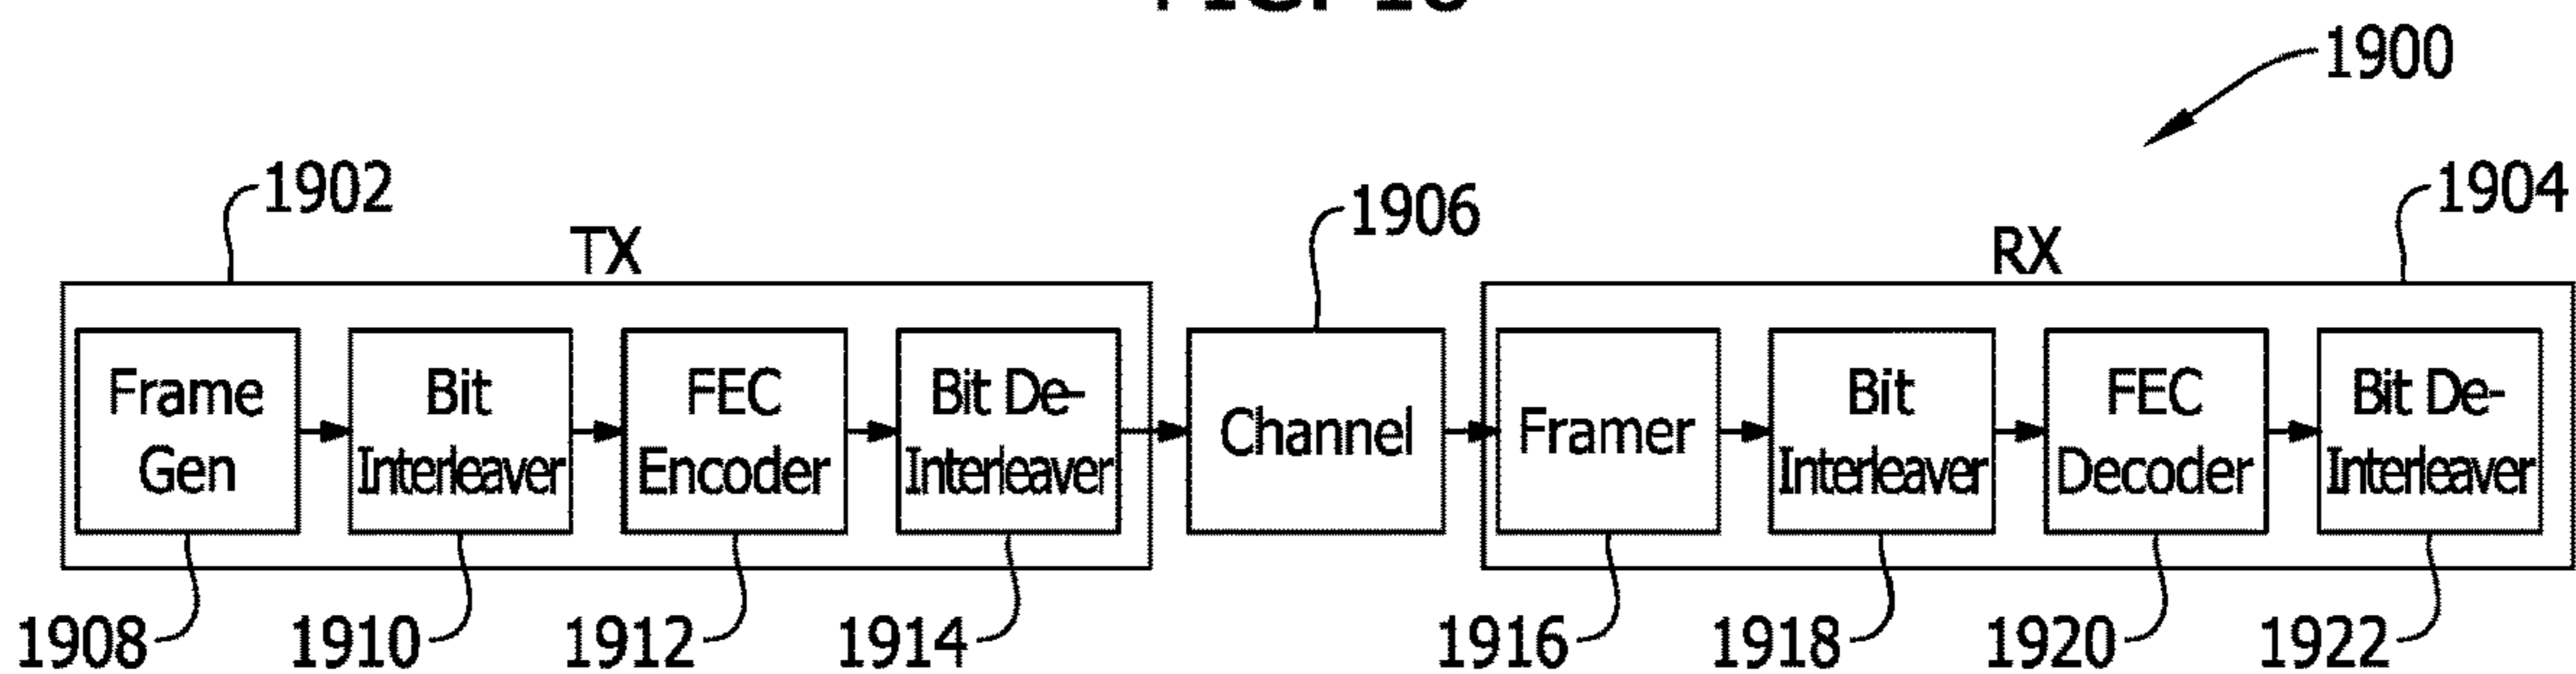 1900
1902
1906
1904
TX
RX
Frame
Gen
Bit
Interleaver
FEC
Encoder
Bit De-
Interleaver
Channel
Framer
Bit
Interleaver
FEC
Decoder
Bit De-
Interleaver
1908
1910
1912
1914
1916
1918
1920
1922